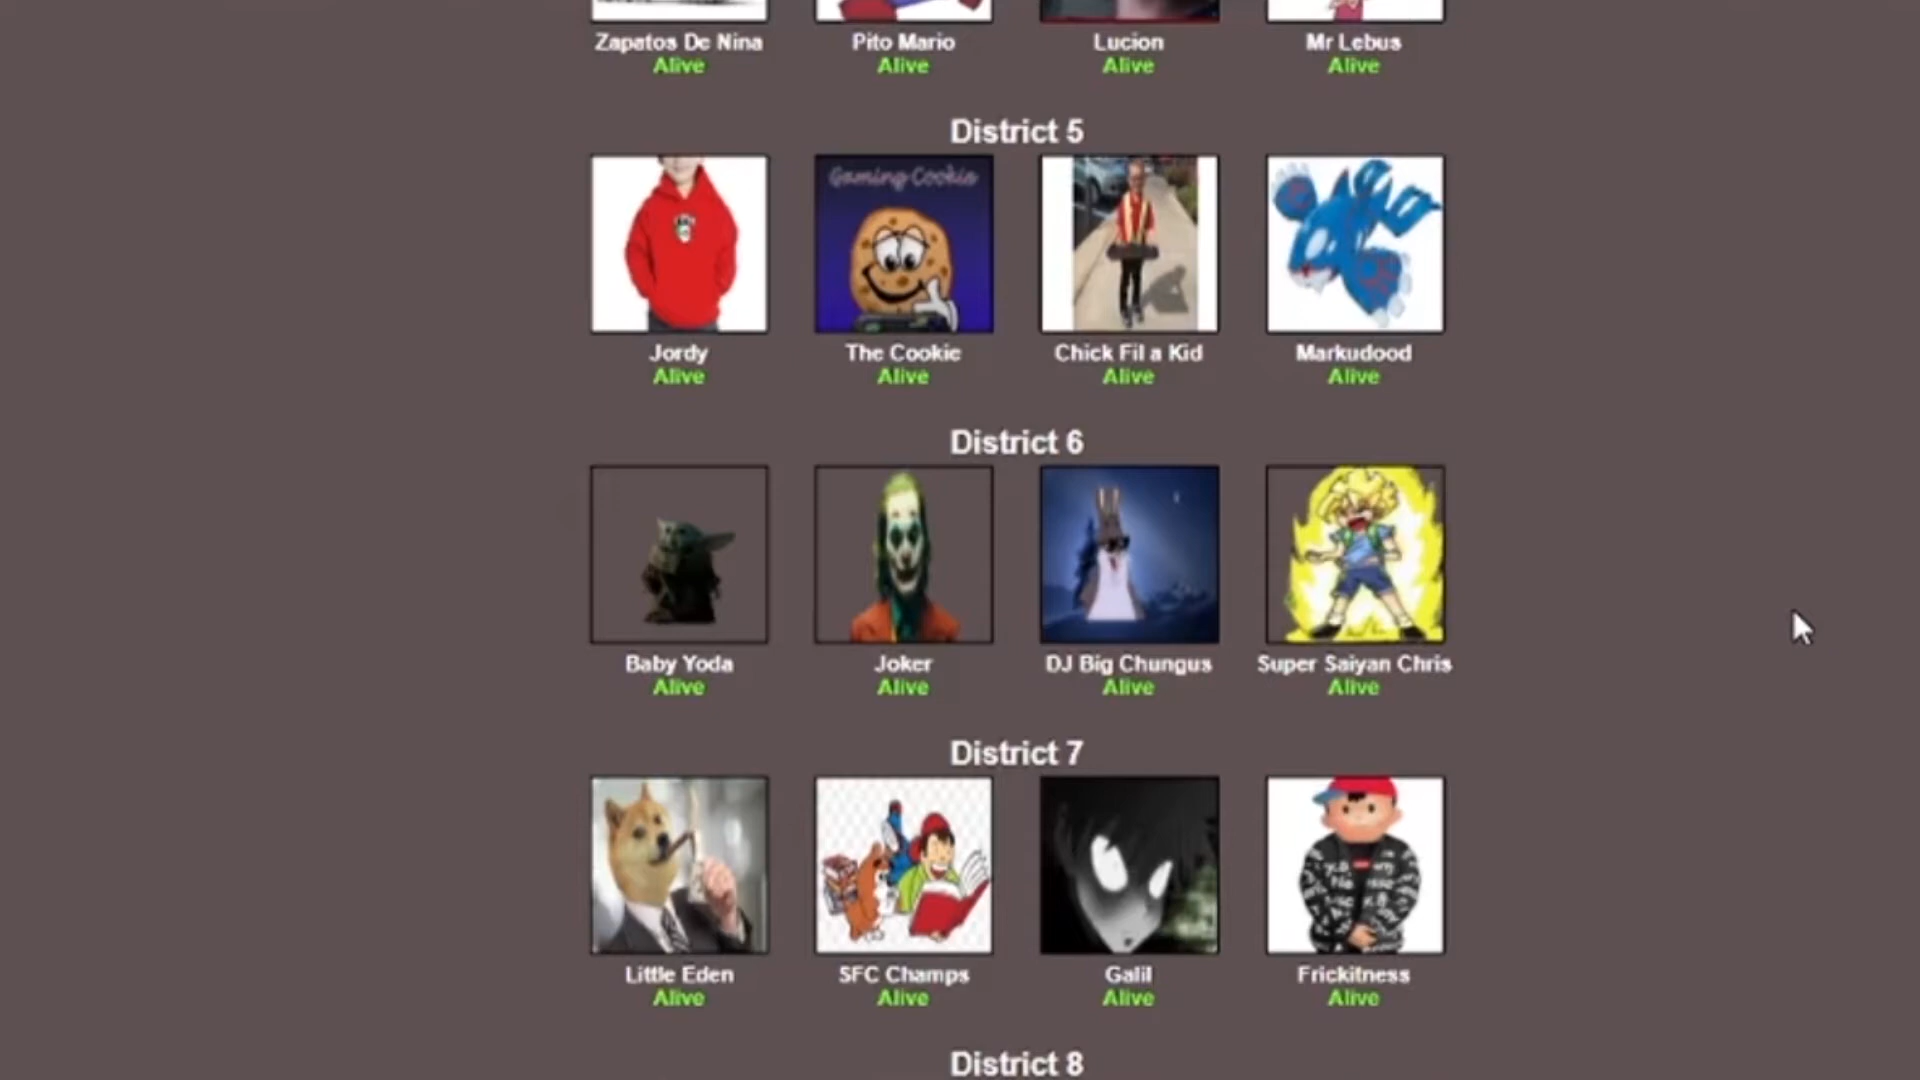 Zapatos De Nina Pito Mario Lucion Mr Lebus
Alive Alive Alive Alive
District 5
Gaming Cookie
Jordy The Cookie Chick Fil a Kid Markudood
Alive Alive Alive Alive
District 6
Baby Yoda Joker DJ Big Chungus Super Saiyan Chris
Alive Alive Alive Alive
District 7
Little Eden SFC Champs Galil Frickitness
Alive Alive Alive Alive
District 8